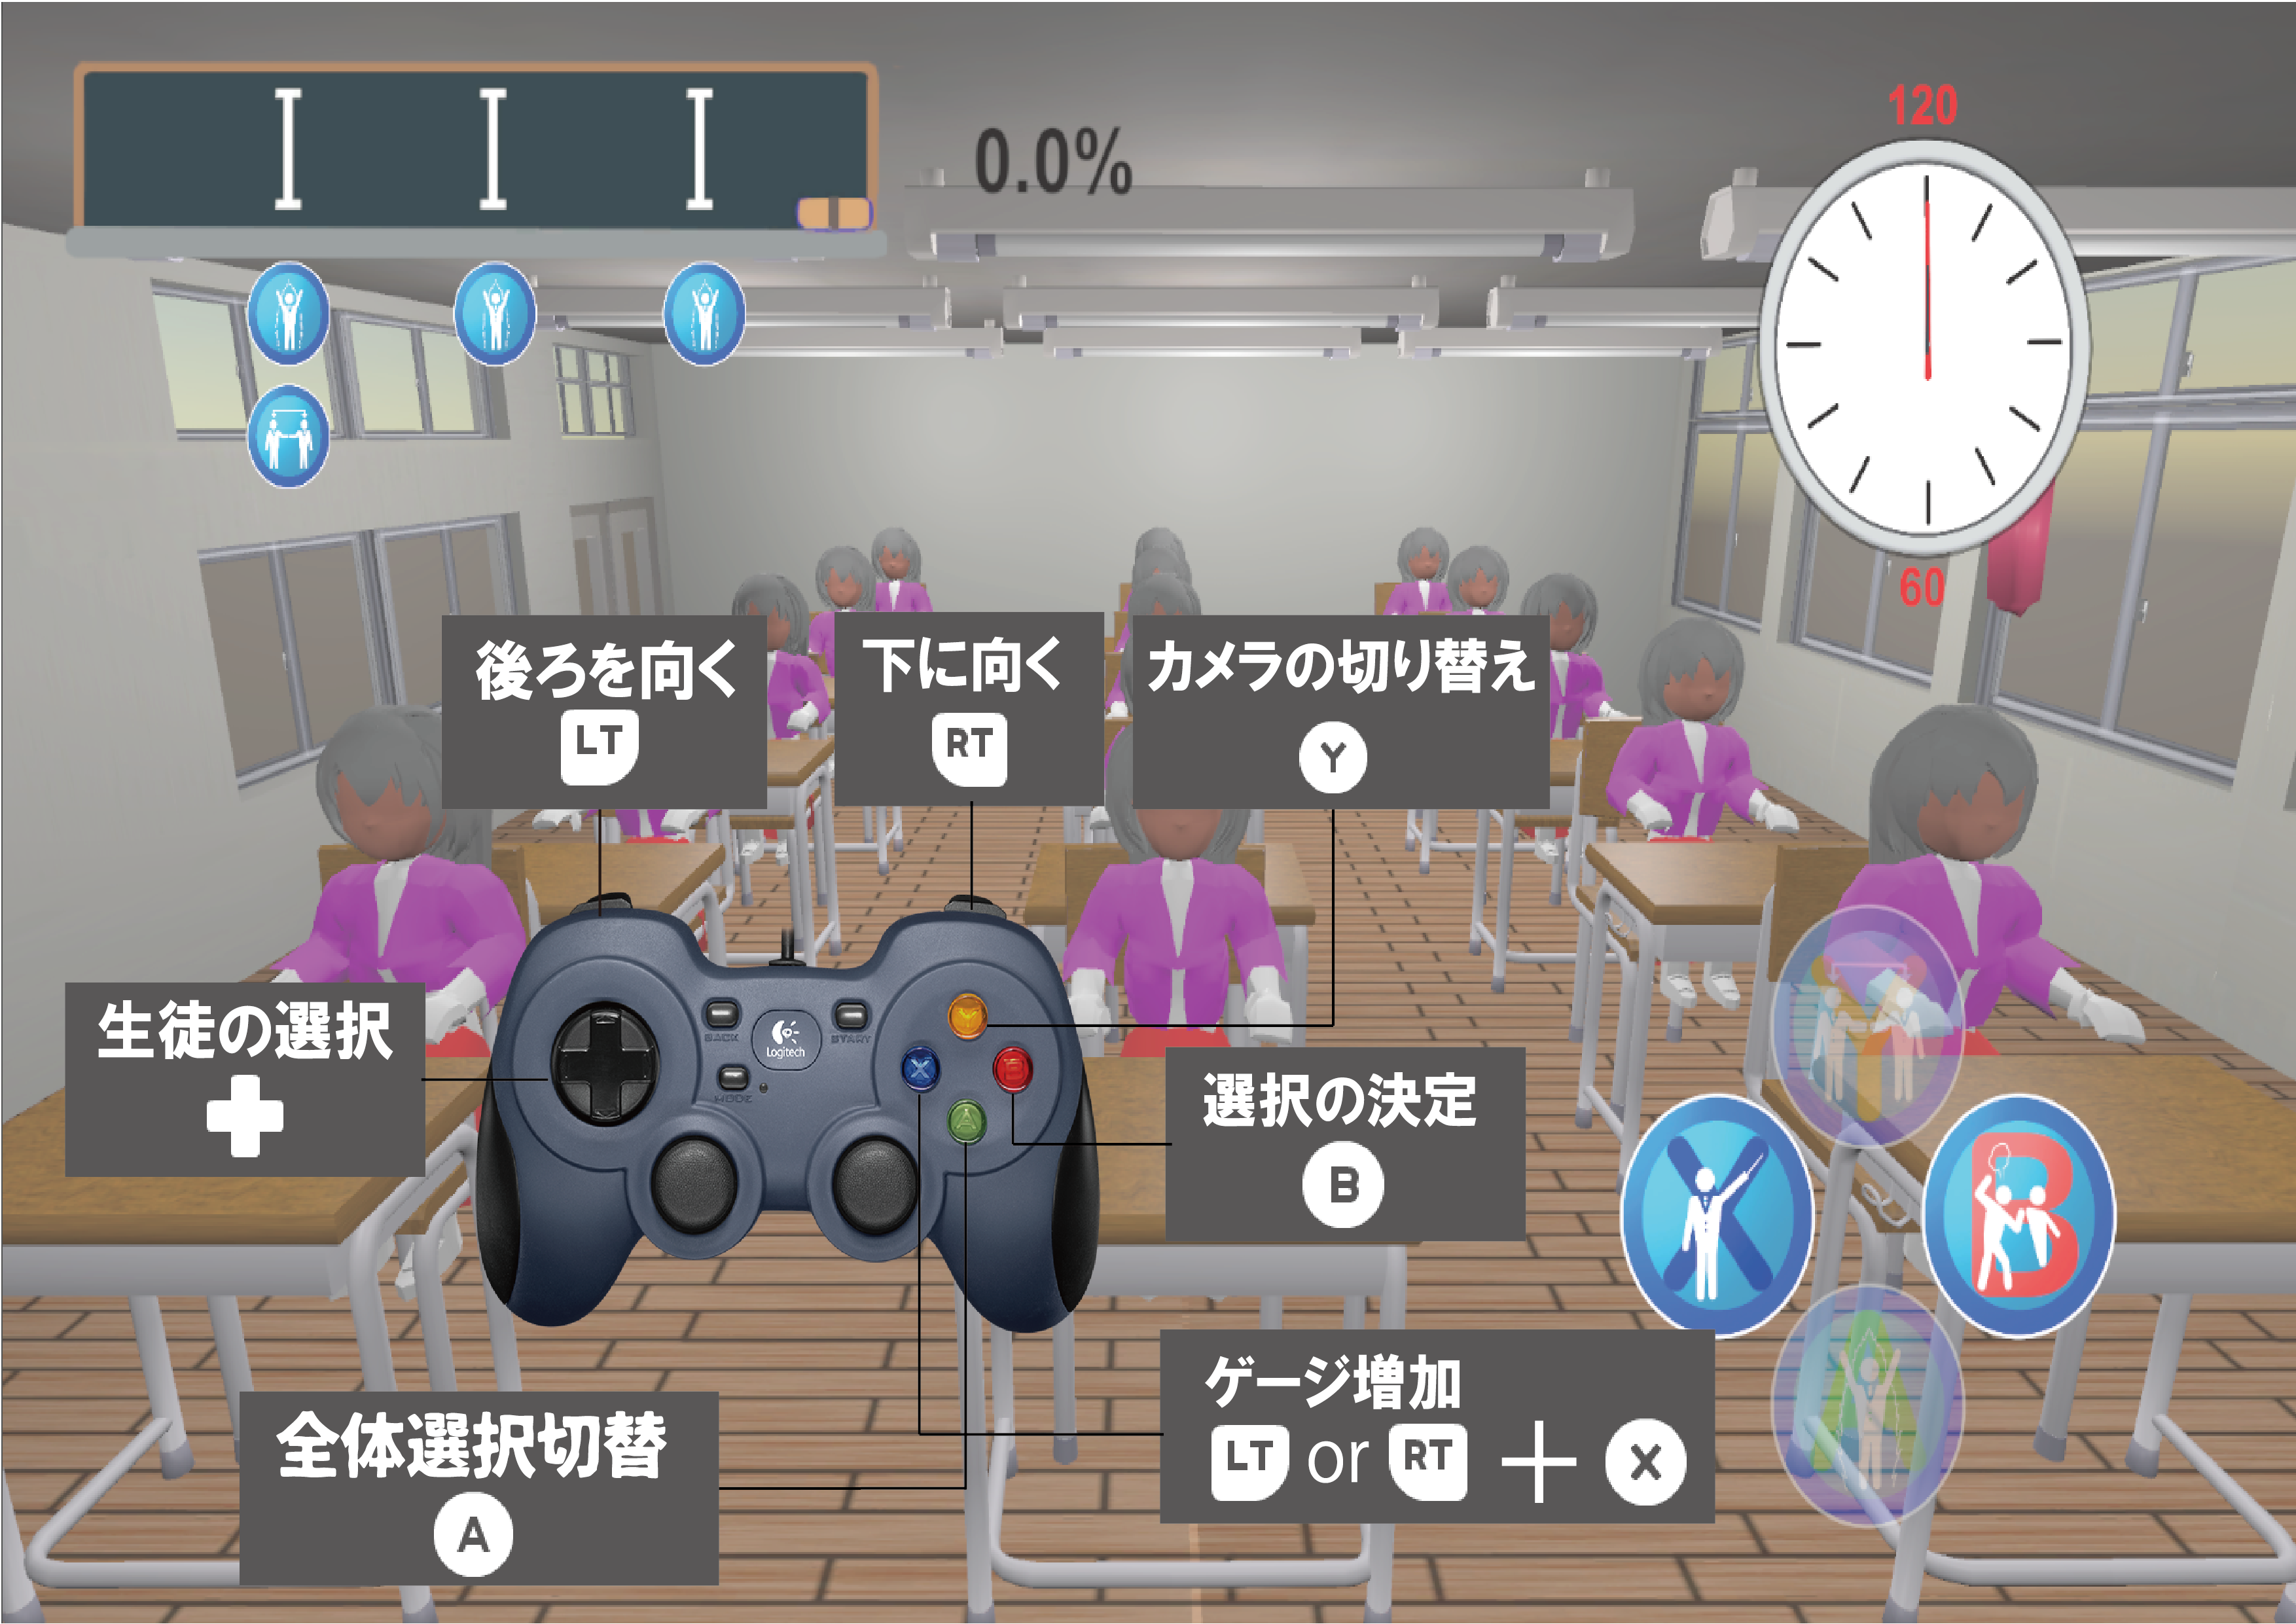 120
0.0%
60
後ろを向く
LT
下に向く
RT
カメラの切り替え
Y
生徒の選択
BACK
START
Logitech
MODE
Y
X
B
A
選択の決定
B
X
B
Y
A
ゲージ増加
LT or RT + X
全体選択切替
A